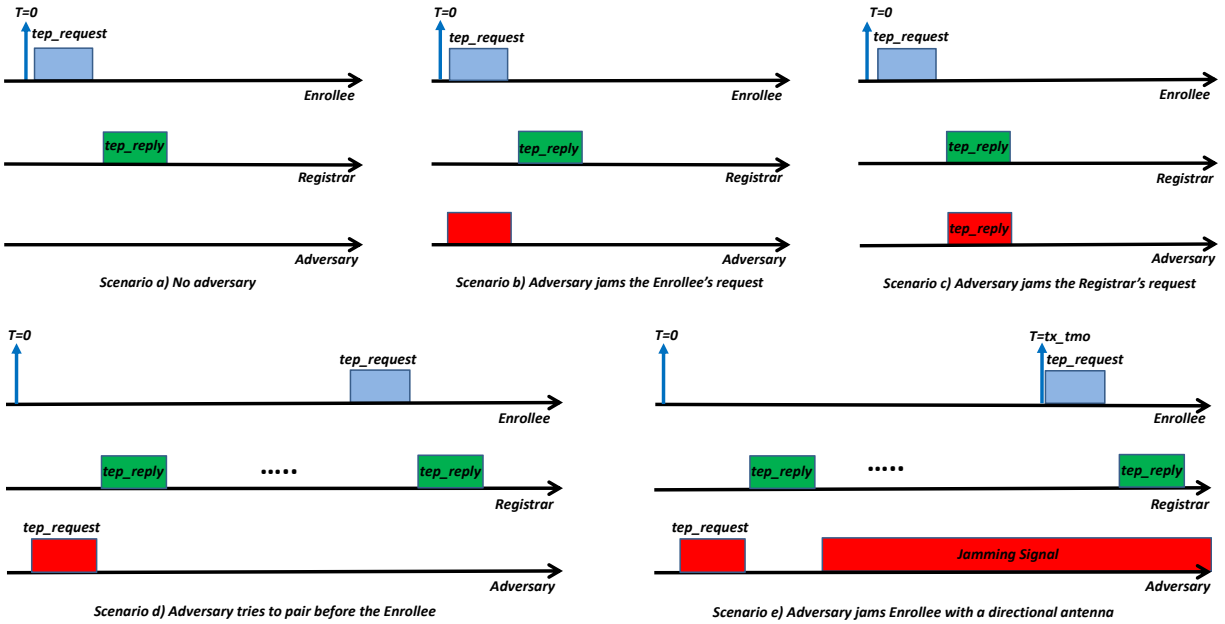 T=0
tep_request
Enrollee
tep_reply
Registrar
Adversary
Scenario a) No adversary
T=0
tep_request
Enrollee
tep_reply
Registrar
Adversary
Scenario b) Adversary jams the Enrollee's request
T=0
tep_request
Enrollee
tep_reply
Registrar
tep_reply
Adversary
Scenario c) Adversary jams the Registrar's request
T=0
tep_request
Enrollee
tep_reply ..... tep_reply
Registrar
tep_request
Adversary
Scenario d) Adversary tries to pair before the Enrollee
T=0
T=tx_tmo
tep_request
Enrollee
tep_reply ..... tep_reply
Registrar
tep_request
Jamming Signal
Adversary
Scenario e) Adversary jams Enrollee with a directional antenna